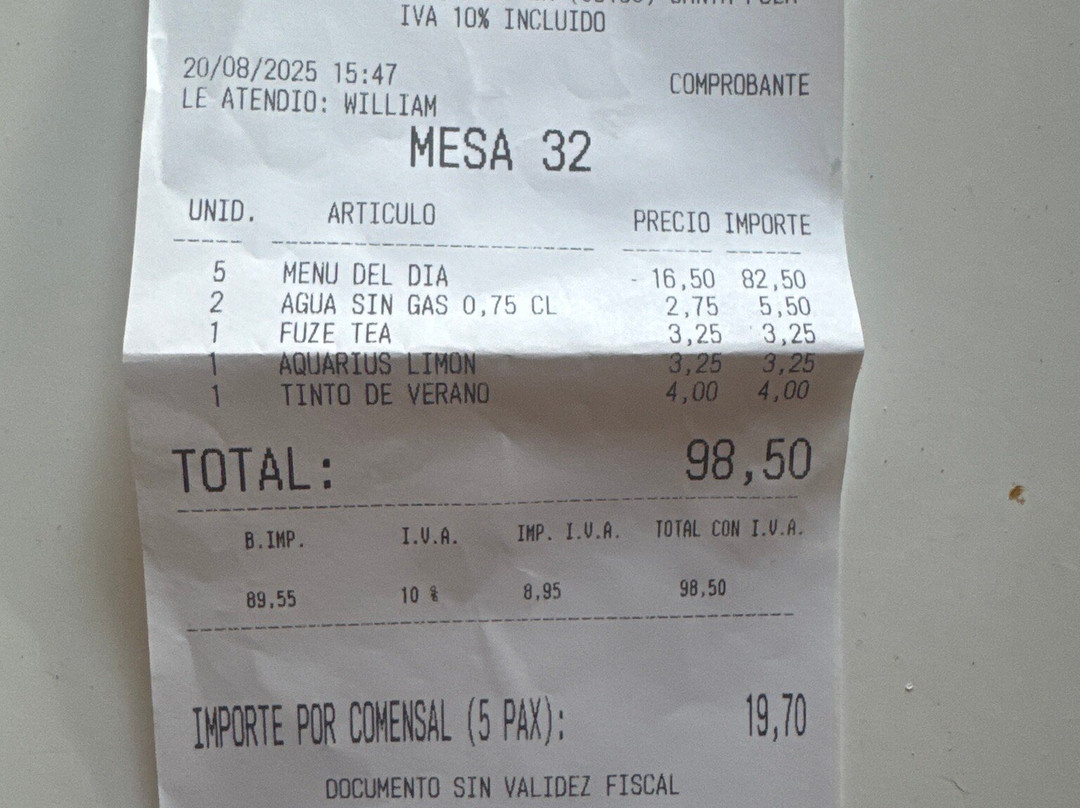 IVA 10% INCLUIDO
20/08/2025 15:47
COMPROBANTE
LE ATENDIO: WILLIAM
MESA 32
UNID. ARTICULO PRECIO IMPORTE
5 MENU DEL DIA 16,50 82,50
2 AGUA SIN GAS 0,75 CL 2,75 5,50
1 FUZE TEA 3,25 3,25
1 AQUARIUS LIMON 3,25 3,25
1 TINTO DE VERANO 4,00 4,00
TOTAL: 98,50
B.IMP. I.V.A. IMP. I.V.A. TOTAL CON I.V.A.
89,55 10 % 8,95 98,50
IMPORTE POR COMENSAL (5 PAX): 19,70
DOCUMENTO SIN VALIDEZ FISCAL